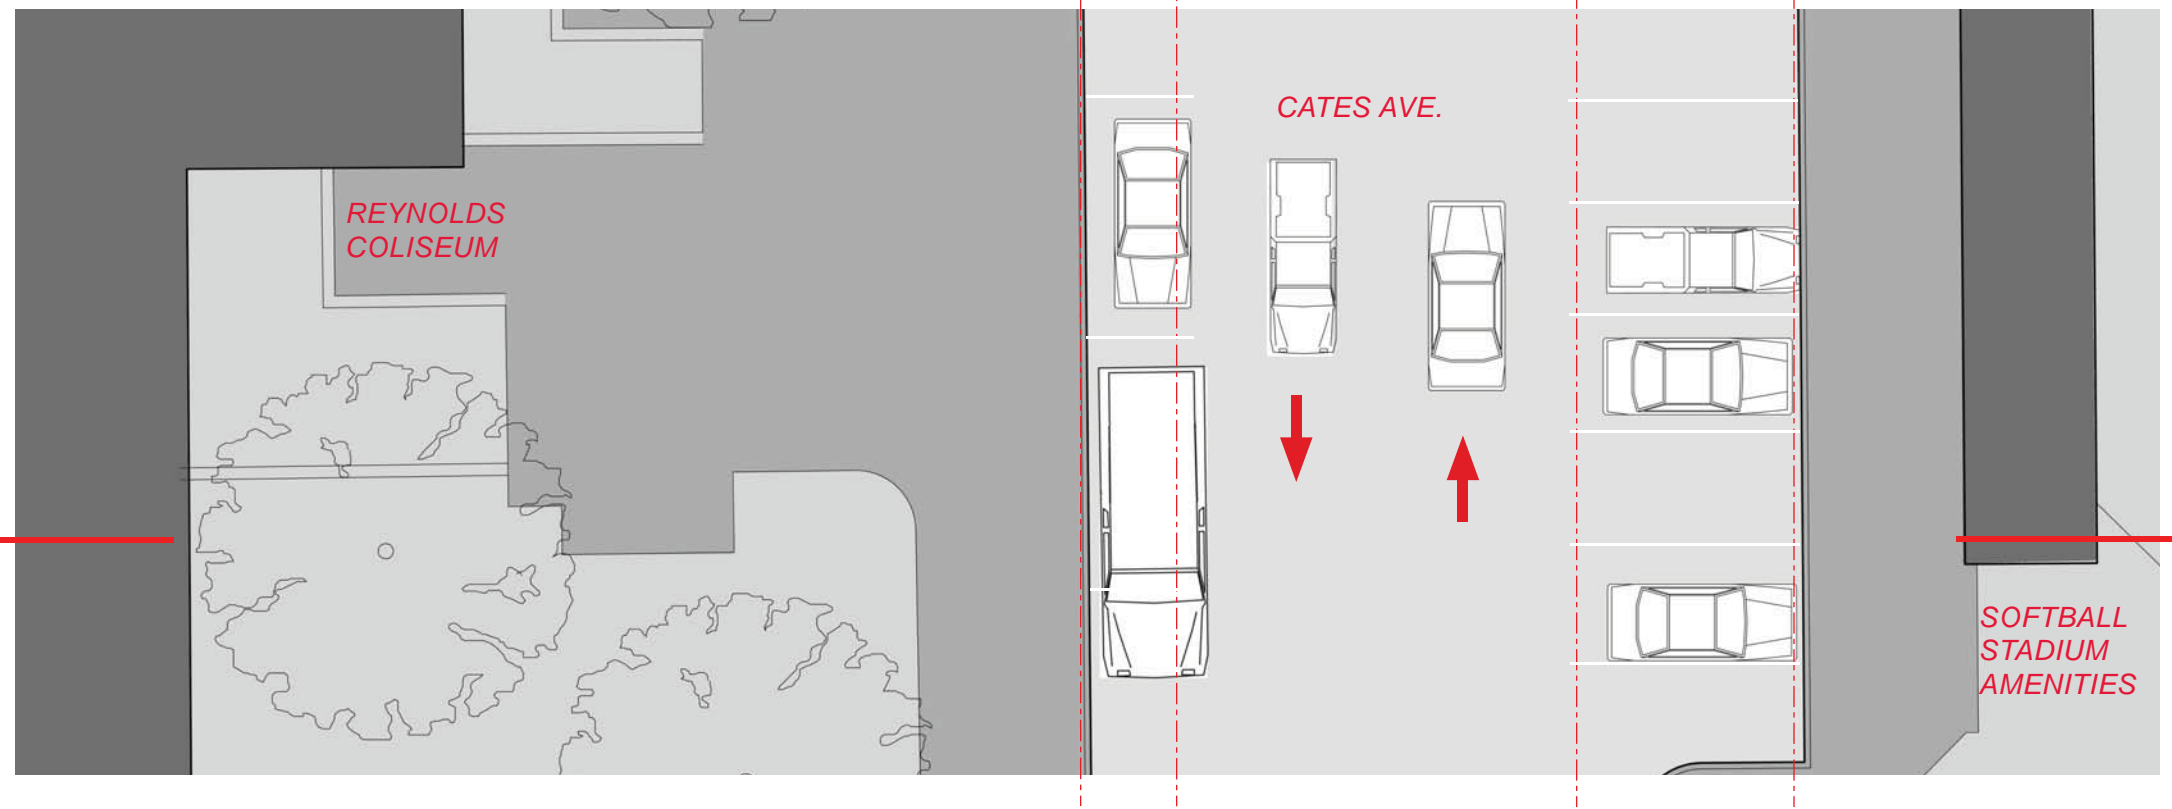 CATES AVE.
REYNOLDS
COLISEUM
SOFTBALL
STADIUM
AMENITIES